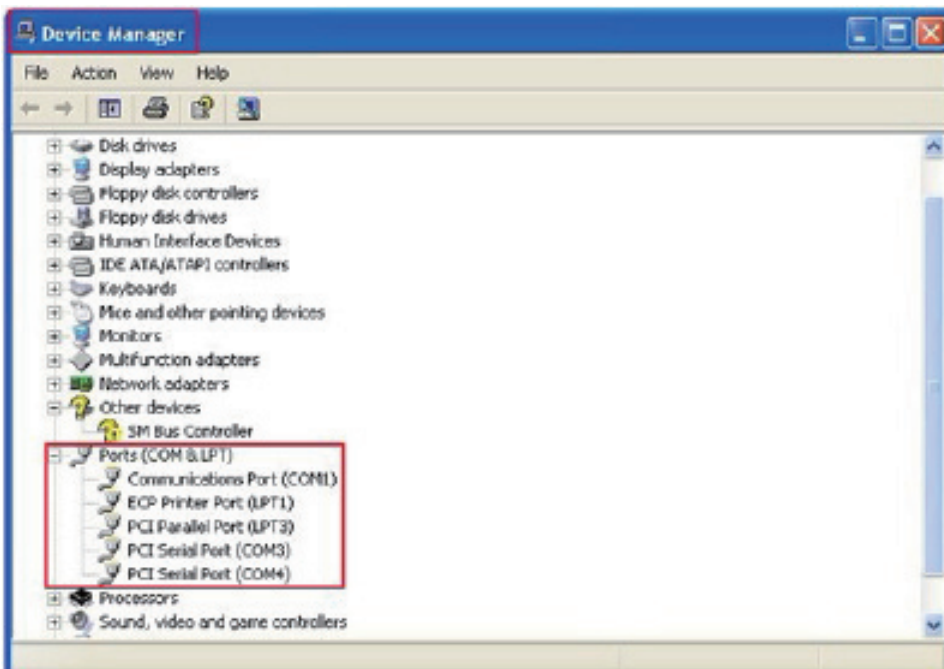 Device Manager
File Action View Help
Disk drives
Display adapters
Floppy disk controllers
Floppy disk drives
Human Interface Devices
IDE ATA/ATAPI controllers
Keyboards
Mice and other pointing devices
Monitors
Multifunction adapters
Network adapters
Other devices
SM Bus Controller
Ports (COM & LPT)
Communications Port (COM1)
ECP Printer Port (LPT1)
PCI Parallel Port (LPT3)
PCI Serial Port (COM3)
PCI Serial Port (COM4)
Processors
Sound, video and game controllers